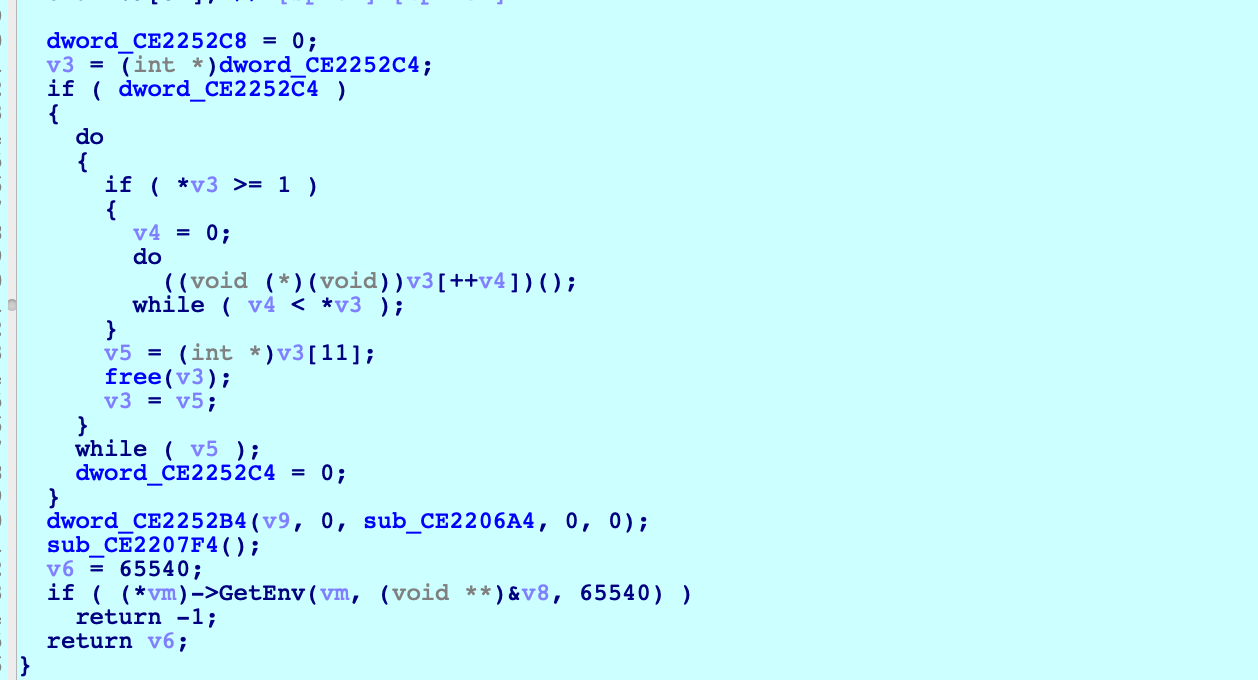 dword_CE2252C8 = 0;
v3 = (int *)dword_CE2252C4;
if ( dword_CE2252C4 )
{
do
{
if ( *v3 >= 1 )
{
v4 = 0;
do
((void (*)(void))v3[++v4])();
while ( v4 < *v3 );
}
v5 = (int *)v3[11];
free(v3);
v3 = v5;
}
while ( v5 );
dword_CE2252C4 = 0;
}
dword_CE2252B4(v9, 0, sub_CE2206A4, 0, 0);
sub_CE2207F4();
v6 = 65540;
if ( (*vm)->GetEnv(vm, (void **)&v8, 65540) )
return -1;
return v6;
}